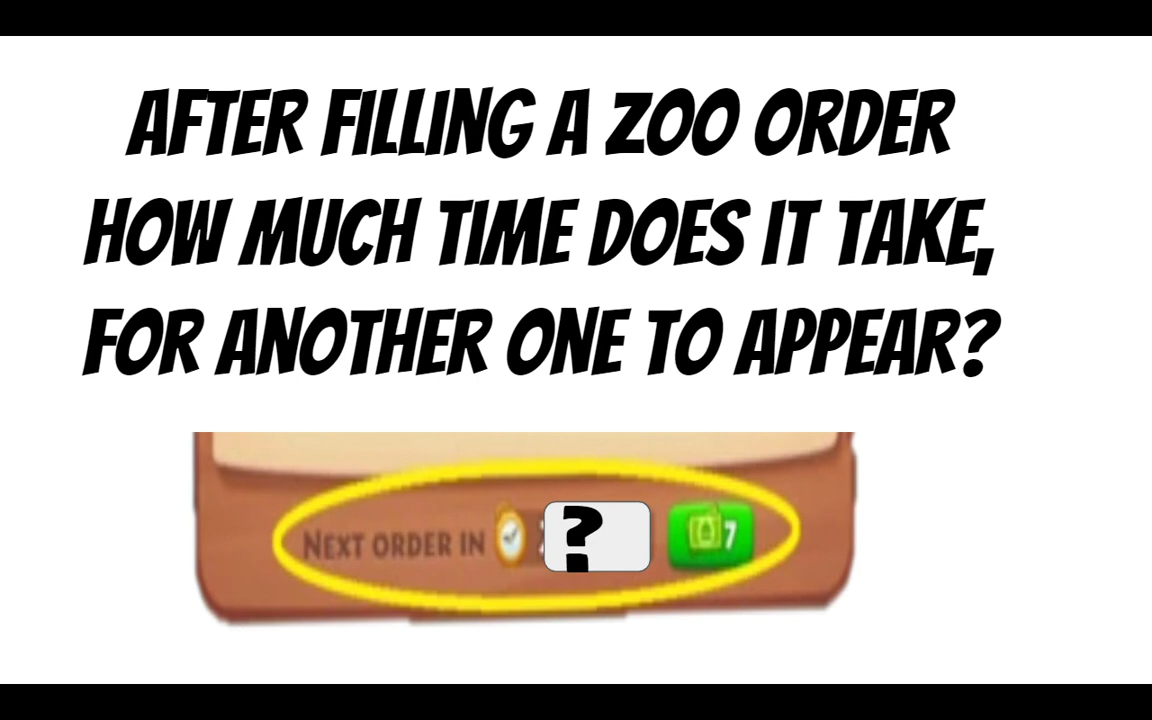 AFTER FILLING A ZOO ORDER
HOW MUCH TIME DOES IT TAKE,
FOR ANOTHER ONE TO APPEAR?
NEXT ORDER IN ? 7